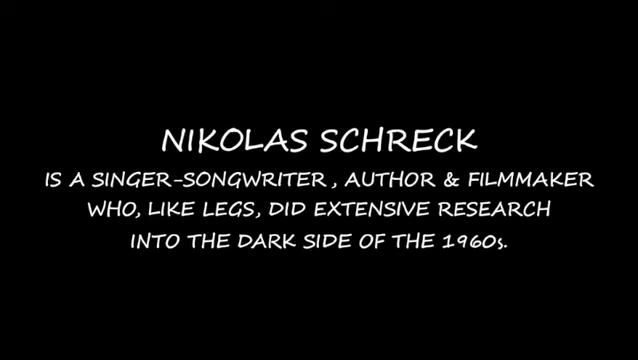 NIKOLAS SCHRECK
IS A SINGER-SONGWRITER, AUTHOR & FILMMAKER
WHO, LIKE LEGS, DID EXTENSIVE RESEARCH
INTO THE DARK SIDE OF THE 1960s.